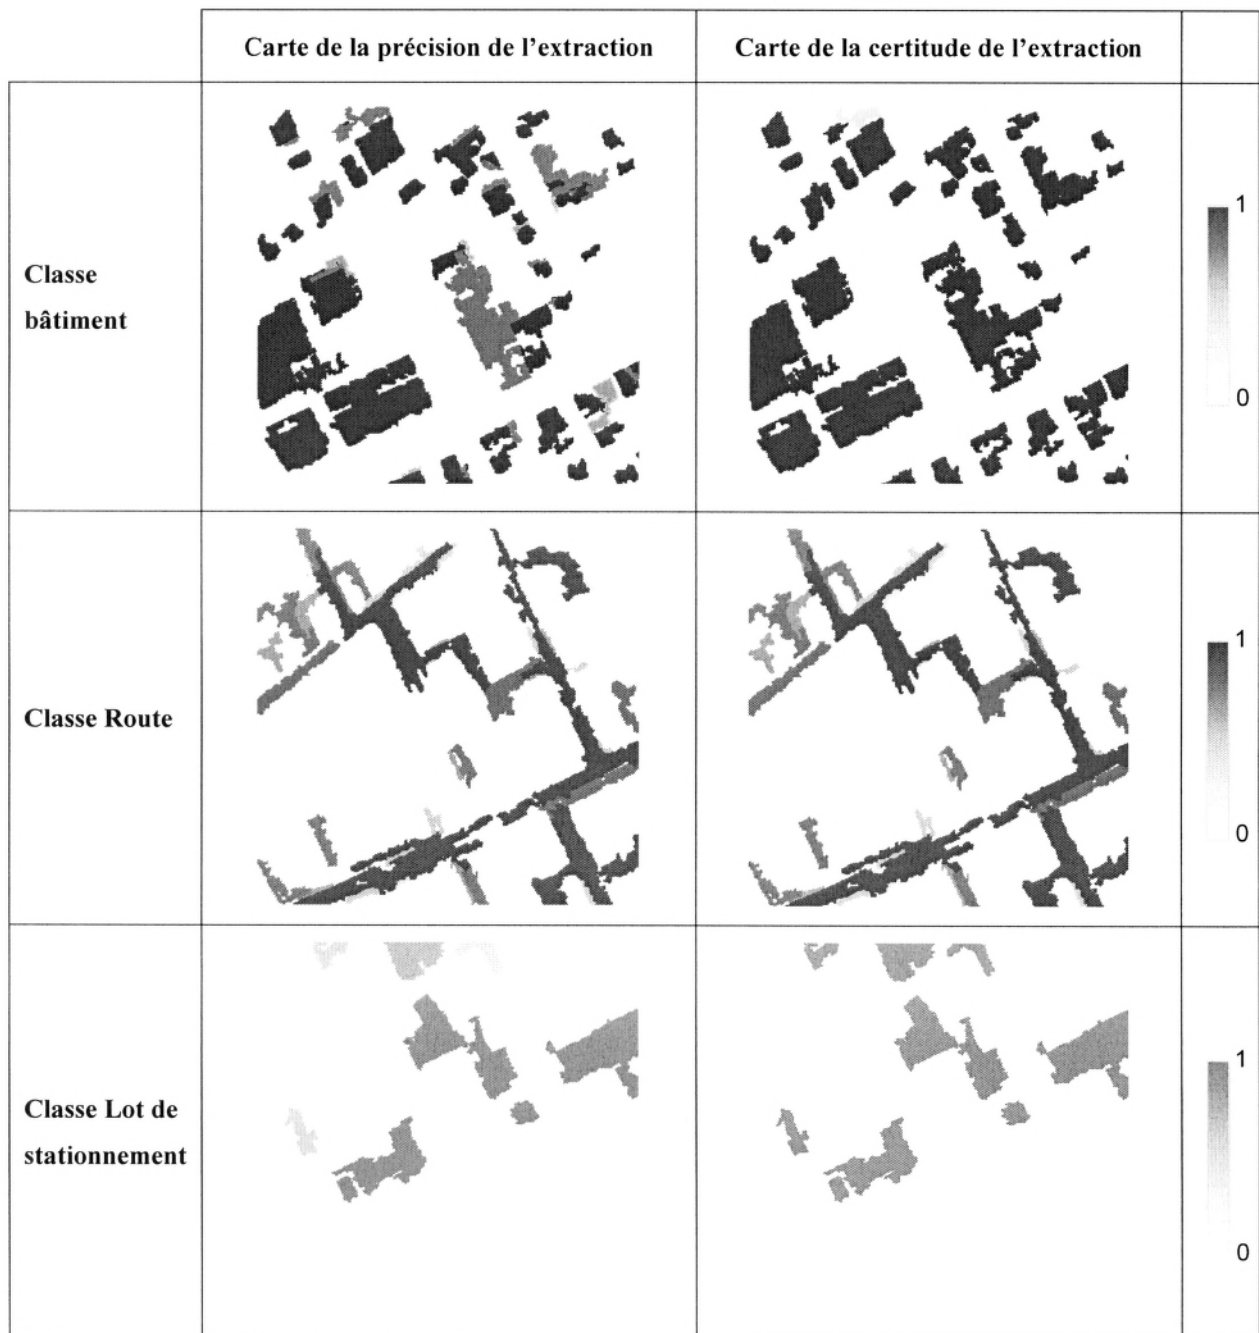 Carte de la précision de l'extraction
Carte de la certitude de l'extraction
Classe
bâtiment
1
0
Classe Route
1
0
Classe Lot de
stationnement
1
0